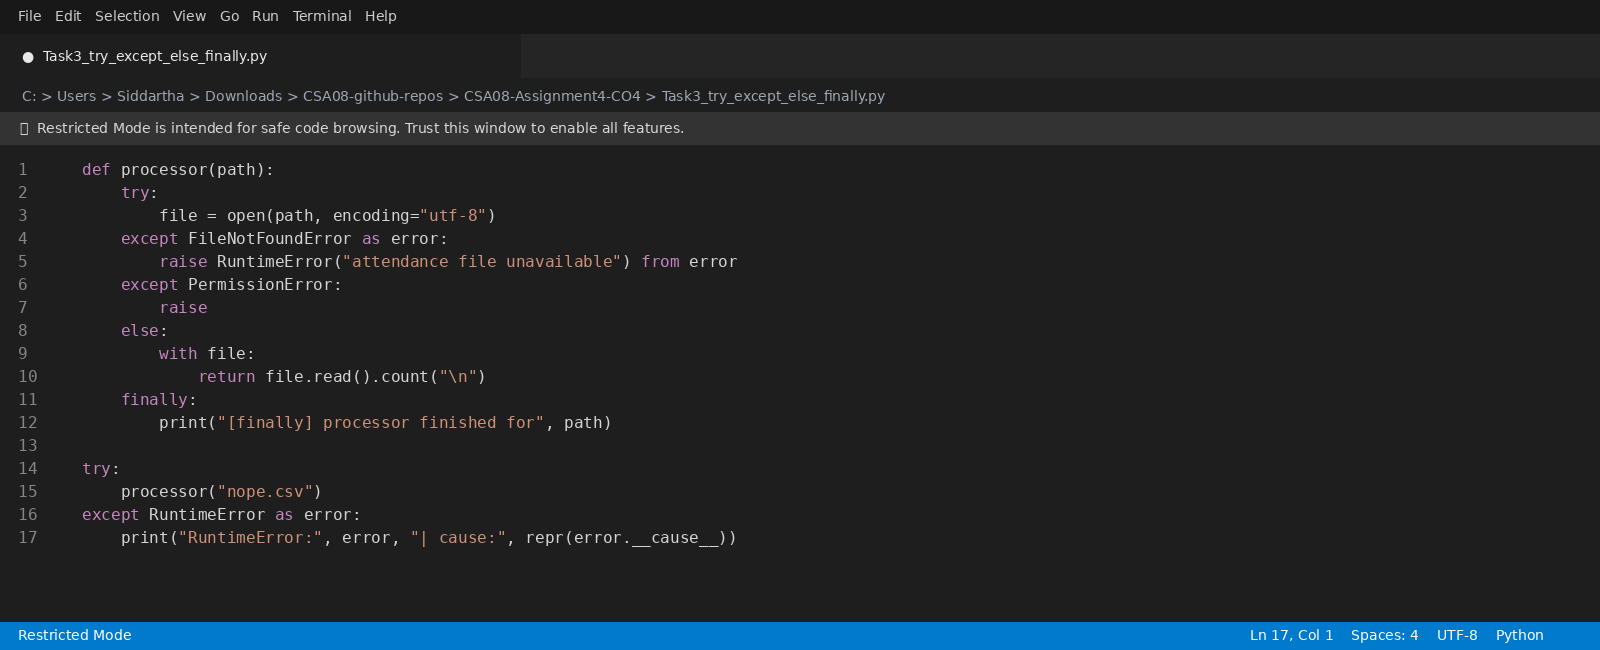 File Edit Selection View Go Run Terminal Help
● Task3_try_except_else_finally.py
C: > Users > Siddartha > Downloads > CSA08-github-repos > CSA08-Assignment4-CO4 > Task3_try_except_else_finally.py
Restricted Mode is intended for safe code browsing. Trust this window to enable all features.
1 def processor(path):
2     try:
3         file = open(path, encoding="utf-8")
4     except FileNotFoundError as error:
5         raise RuntimeError("attendance file unavailable") from error
6     except PermissionError:
7         raise
8     else:
9         with file:
10             return file.read().count("\n")
11     finally:
12         print("[finally] processor finished for", path)
13
14 try:
15     processor("nope.csv")
16 except RuntimeError as error:
17     print("RuntimeError:", error, "| cause:", repr(error.__cause__))
Restricted Mode Ln 17, Col 1 Spaces: 4 UTF-8 Python